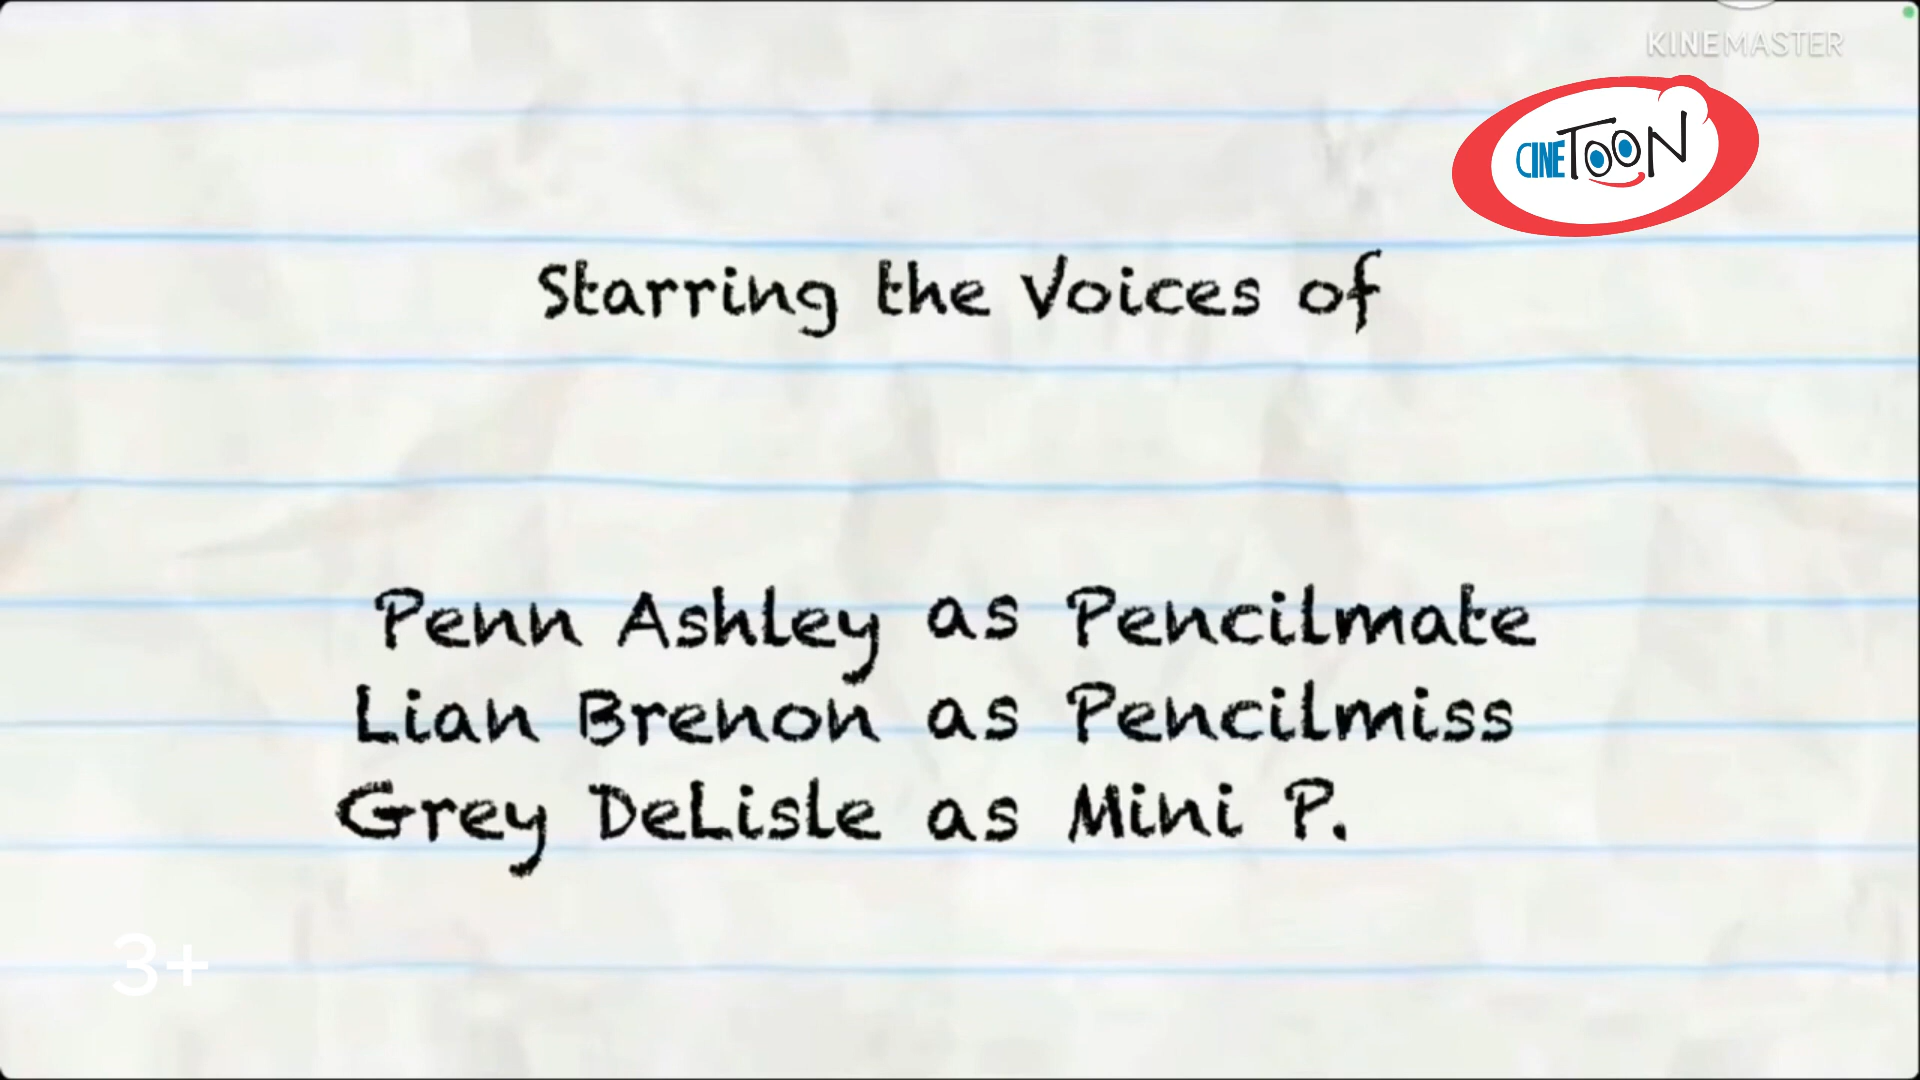 KINEMASTER
CINETOON
Starring the Voices of
Penn Ashley as Pencilmate
Lian Brenon as Pencilmiss
Grey DeLisle as Mini P.
3+